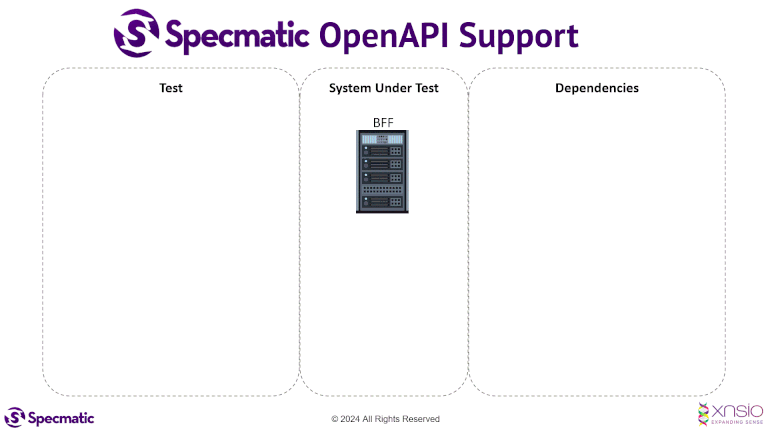 Specmatic OpenAPI Support
Test
System Under Test
Dependencies
BFF
Specmatic
© 2024 All Rights Reserved
xnsio
EXPANDING SENSE